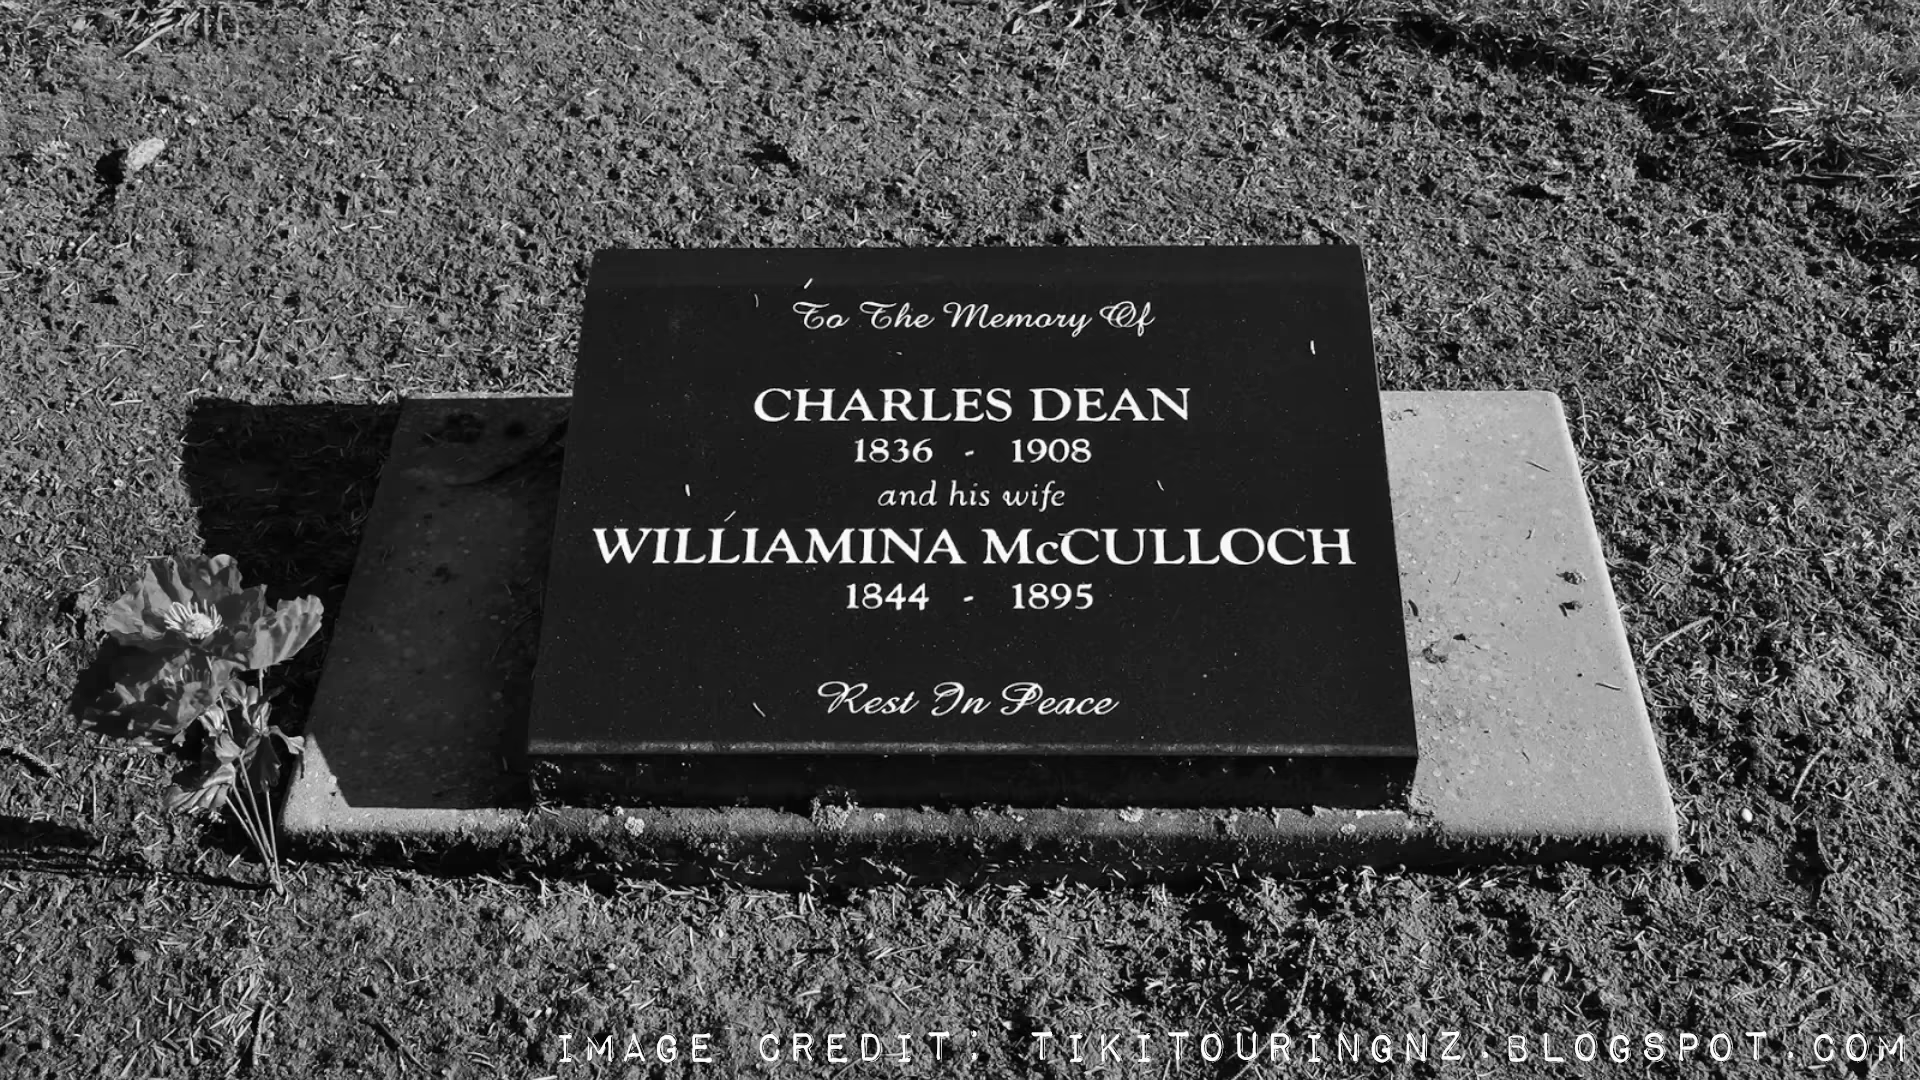 To The Memory Of
CHARLES DEAN
1836 - 1908
and his wife
WILLIAMINA McCULLOCH
1844 - 1895
Rest In Peace
IMAGE CREDIT: TIKITOURINGNZ.BLOGSPOT.COM